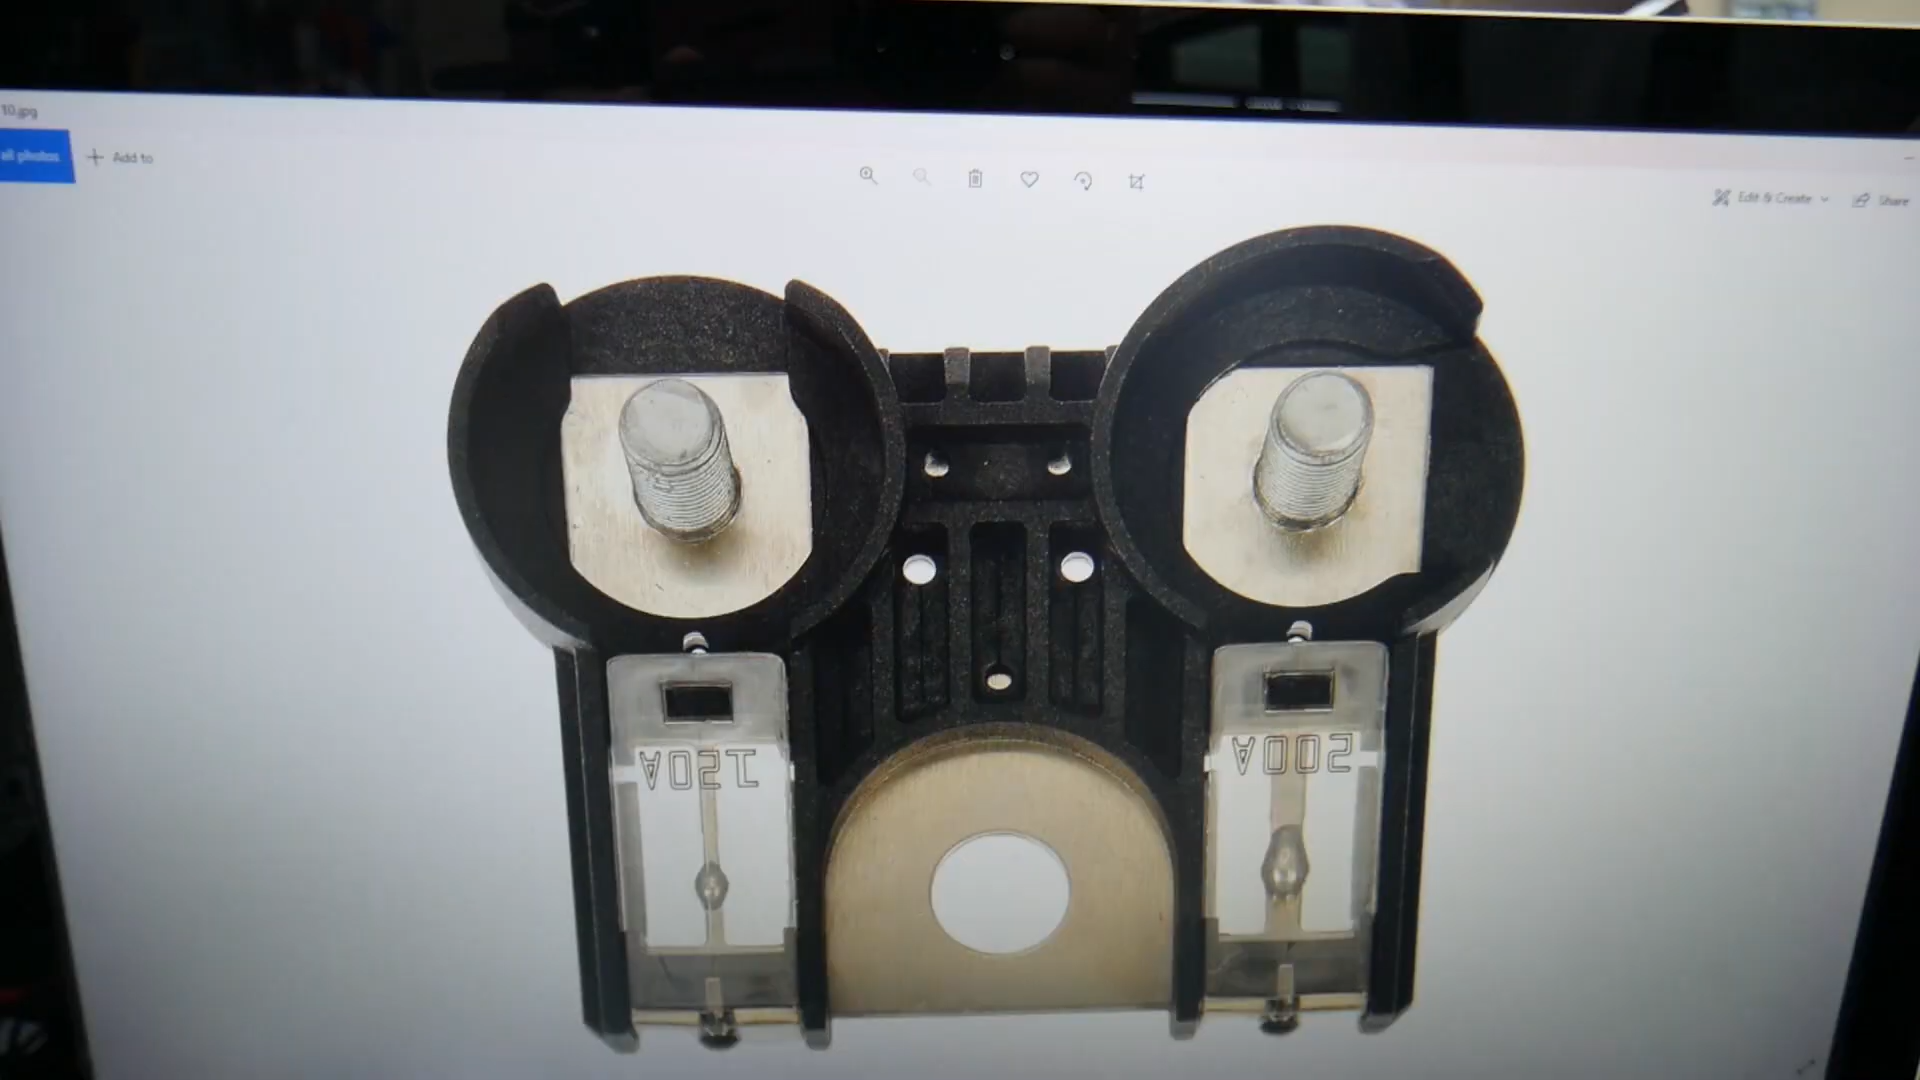 10.jpg
all photos
Add to
Edit & Create
Share
120A
200A